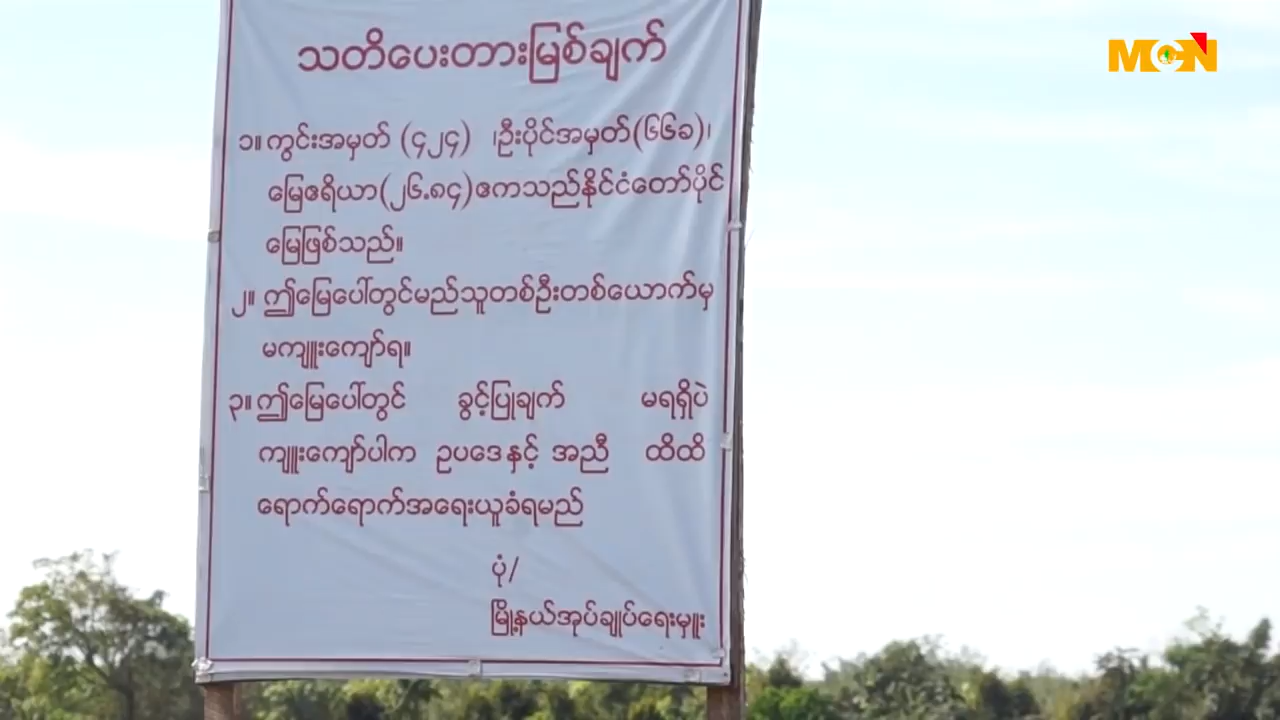 MCN
သတိပေးတားမြစ်ချက်
၁။ ကွင်းအမှတ် (၄၂၄) ၊ဦးပိုင်အမှတ်(၆၆ခ)၊
မြေဧရိယာ(၂၆.၈၄)ဧကသည်နိုင်ငံတော်ပိုင်
မြေဖြစ်သည်။
၂။ ဤမြေပေါ်တွင်မည်သူတစ်ဦးတစ်ယောက်မှ
မကျူးကျော်ရ။
၃။ ဤမြေပေါ်တွင် ခွင့်ပြုချက် မရရှိပဲ
ကျူးကျော်ပါက ဥပဒေနှင့် အညီ ထိထိ
ရောက်ရောက်အရေးယူခံရမည်
ပုံ/
မြို့နယ်အုပ်ချုပ်ရေးမှူး